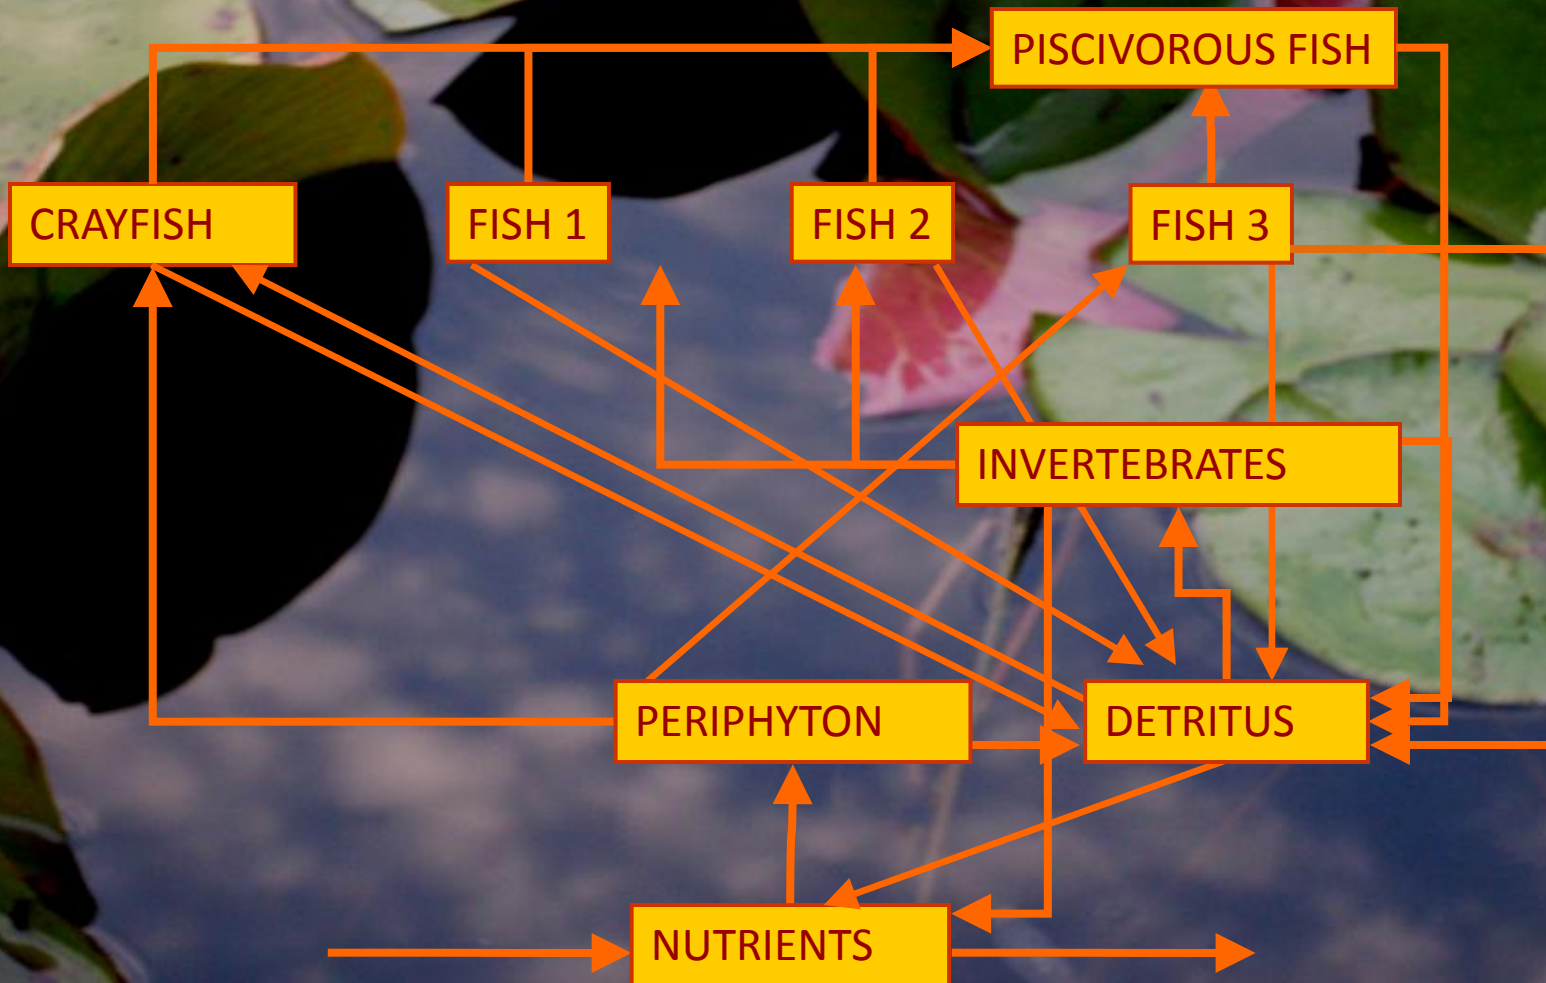 PISCIVOROUS FISH
CRAYFISH
FISH 1
FISH 2
FISH 3
INVERTEBRATES
PERIPHYTON
DETRITUS
NUTRIENTS